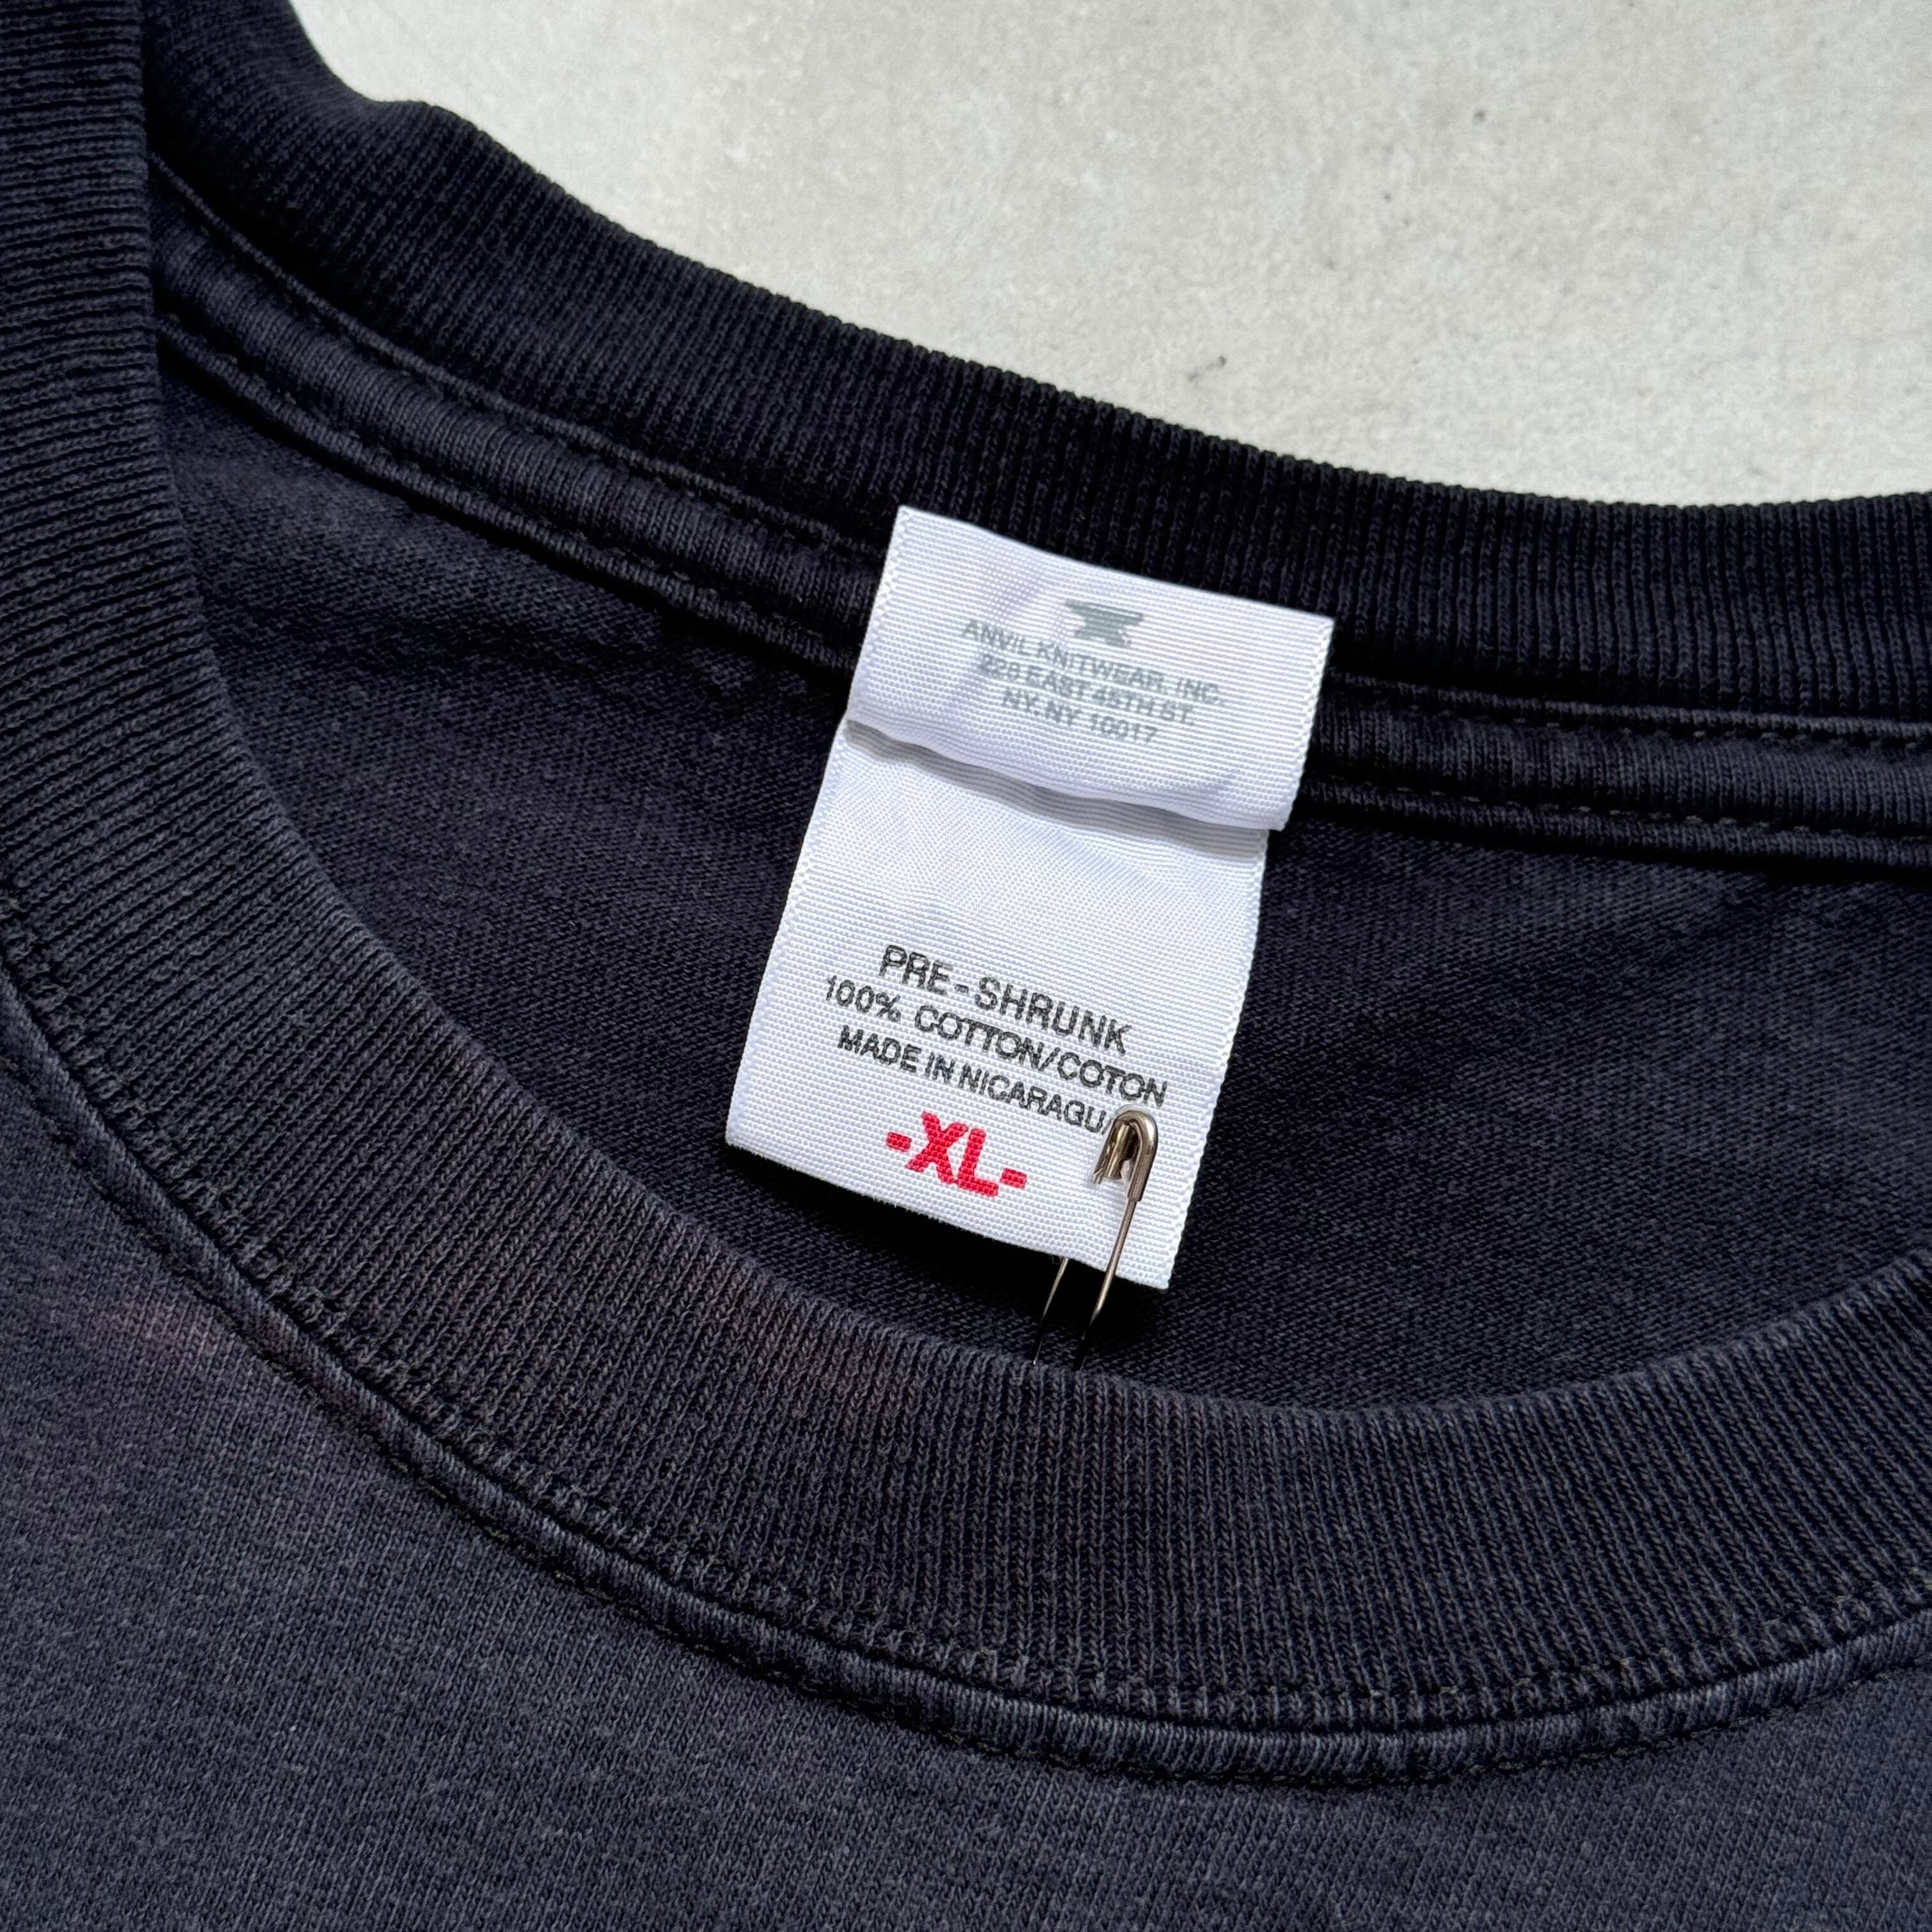 ANVIL KNITWEAR, INC.
228 EAST 45TH ST.
NY. NY 10017
PRE-SHRUNK
100% COTTON/COTON
MADE IN NICARAGUA
-XL-